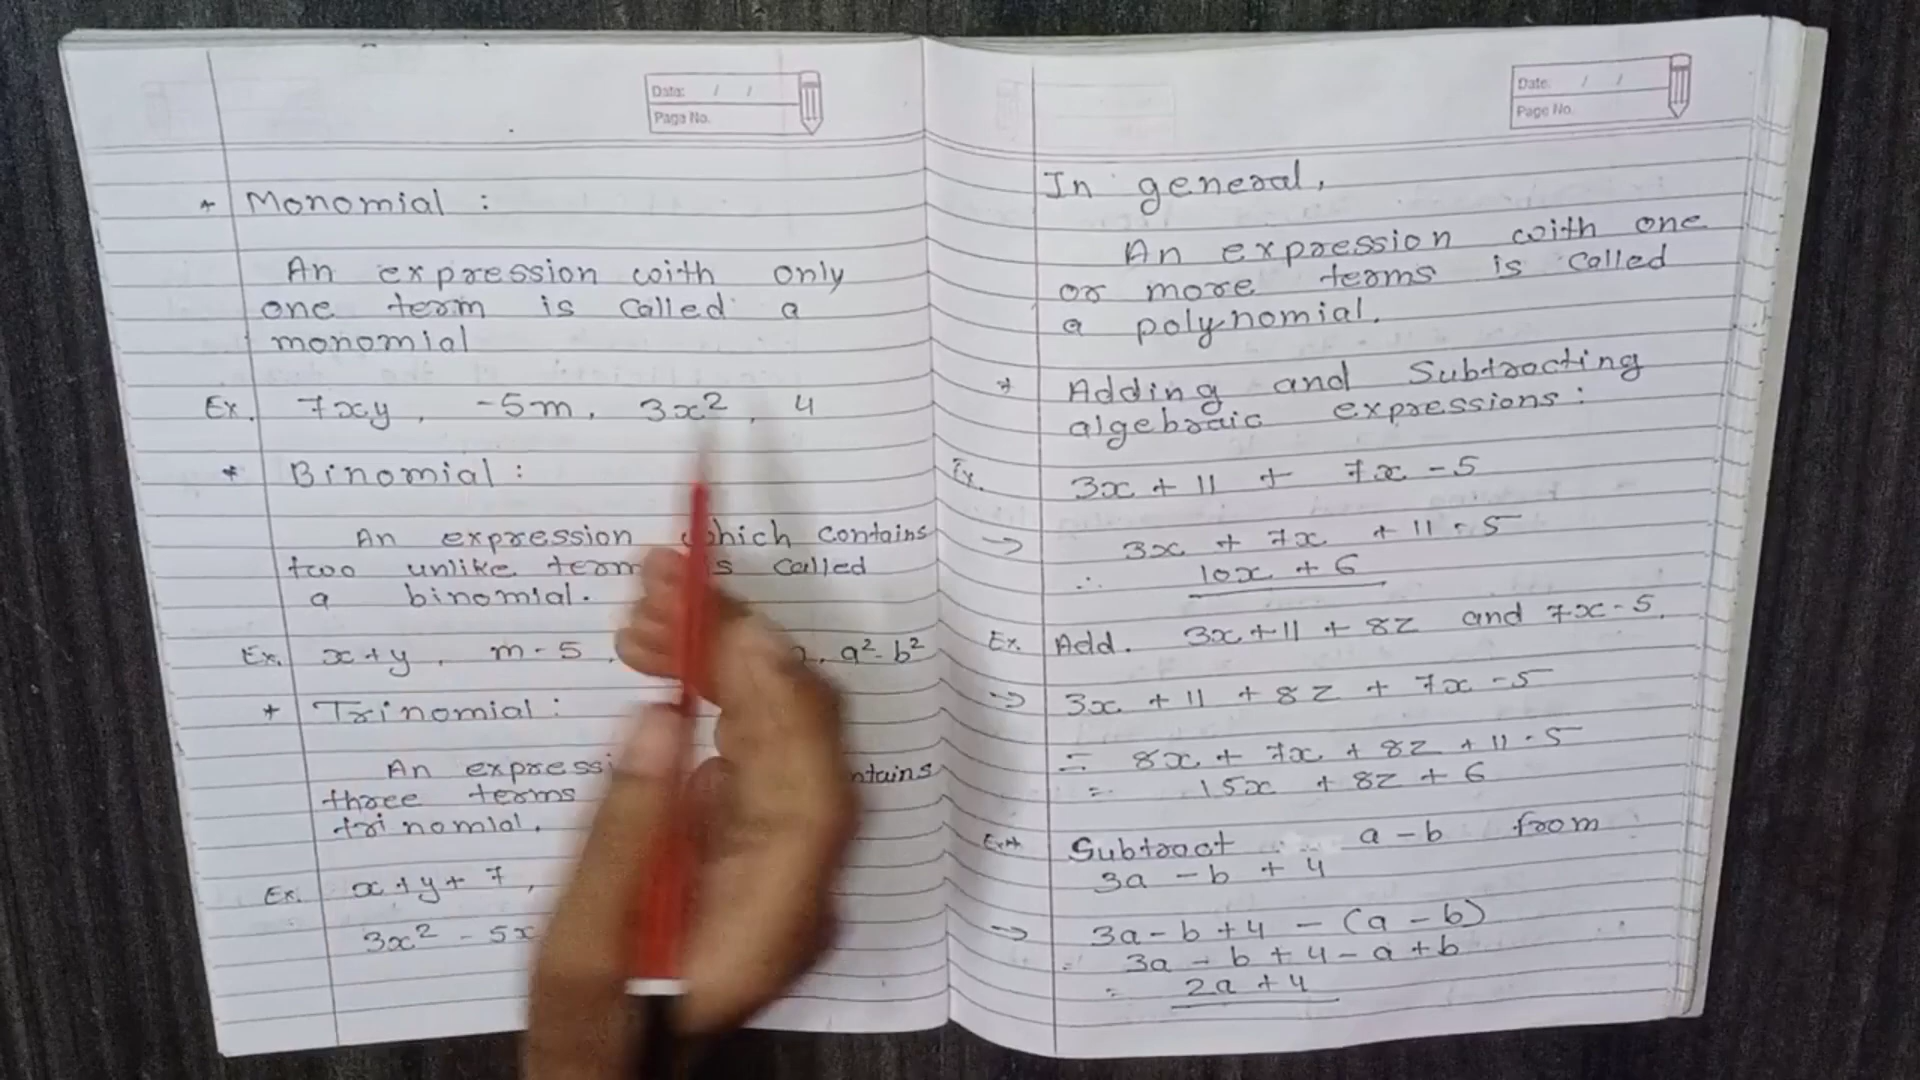 Date: / /
Page No.
* Monomial :
An expression with only
one term is called a
monomial
Ex. 7xy, -5m, 3x², 4
* Binomial :
An expression which contains
two unlike term is called
a binomial.
Ex. x+y, m-5, a²-b²
* Trinomial :
An
three terms
trinomial.
Ex. x+y+7,
3x² - 5x
Date: / /
Page No.
In general,
An expression with one
or more terms is called
a polynomial.
* Adding and Subtracting
algebraic expressions :
Ex. 3x + 11 + 7x - 5
→ 3x + 7x + 11 - 5
∴ 10x + 6
Ex. Add. 3x+11 + 8z and 7x-5.
→ 3x + 11 + 8z + 7x - 5
= 8x + 7x + 8z + 11 - 5
= 15x + 8z + 6
Subtract a - b from
3a - b + 4
→ 3a - b + 4 - (a - b)
= 3a - b + 4 - a + b
= 2a + 4